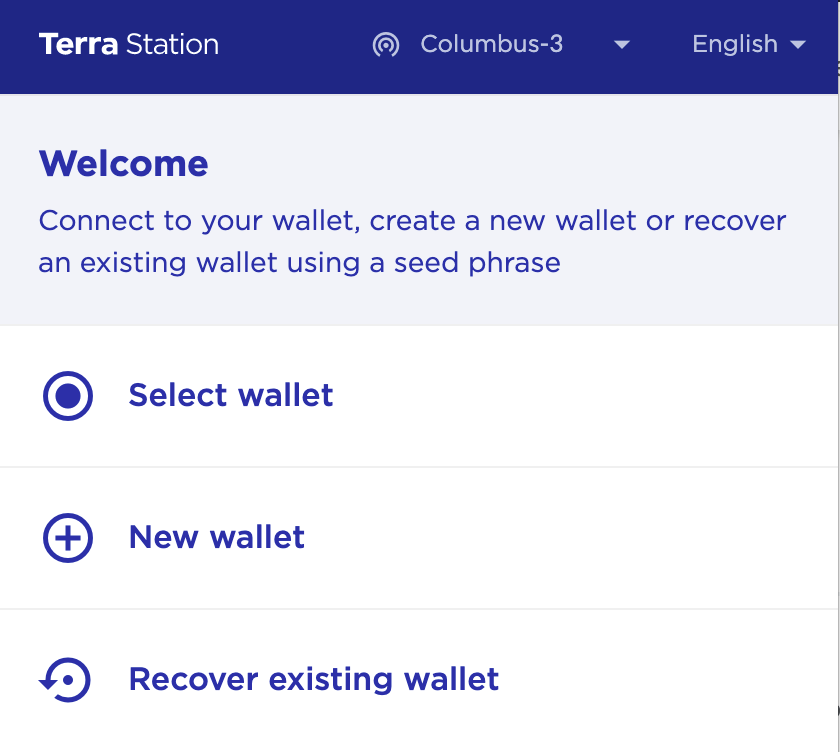 Terra Station
Columbus-3
English
Welcome
Connect to your wallet, create a new wallet or recover
an existing wallet using a seed phrase
Select wallet
New wallet
Recover existing wallet